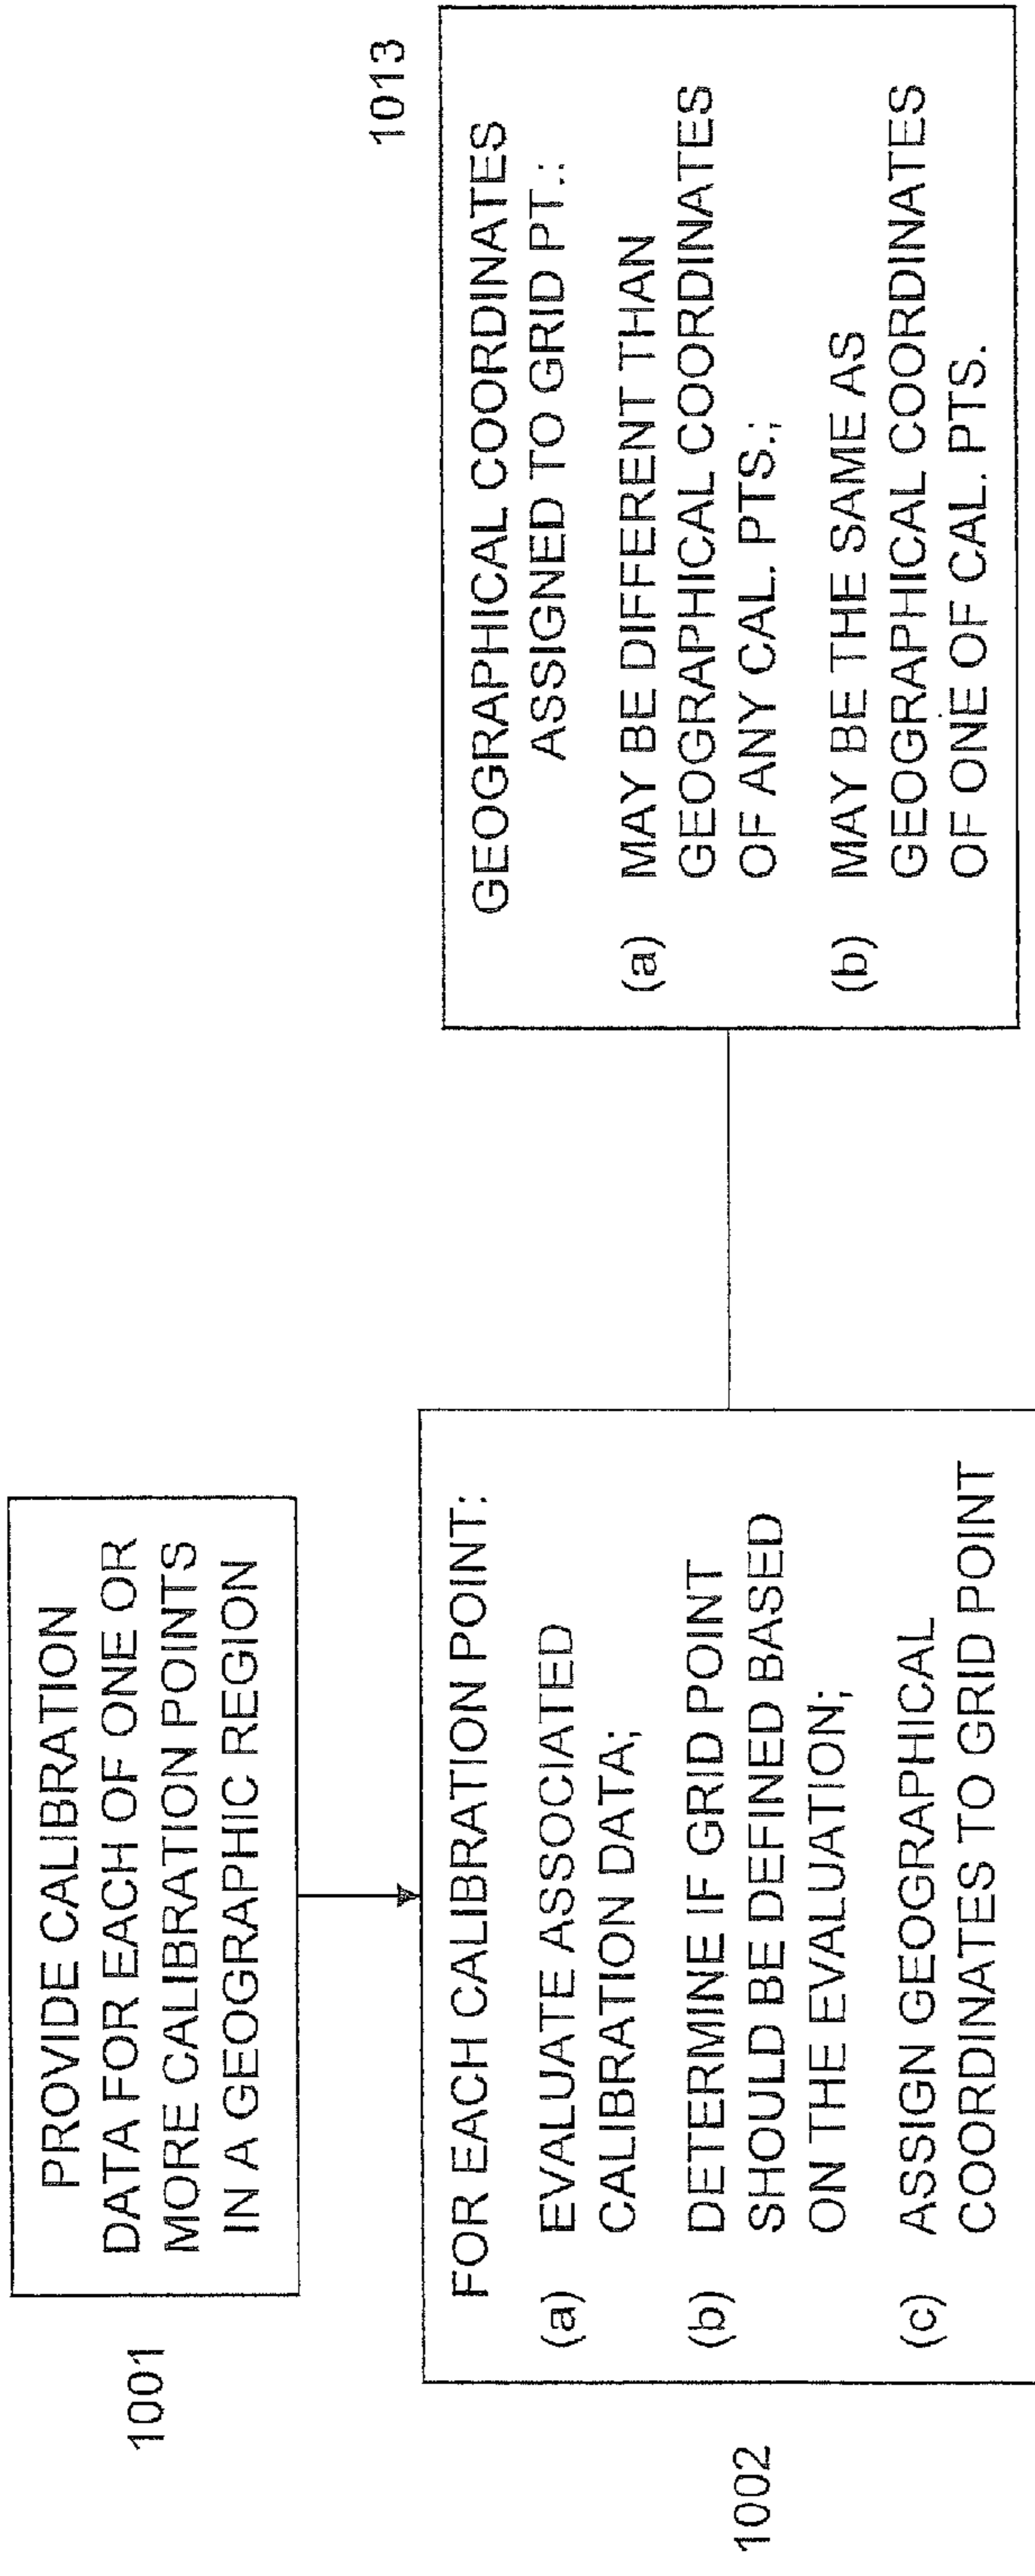 1001
PROVIDE CALIBRATION
DATA FOR EACH OF ONE OR
MORE CALIBRATION POINTS
IN A GEOGRAPHIC REGION
1002
FOR EACH CALIBRATION POINT:
(a) EVALUATE ASSOCIATED
CALIBRATION DATA;
(b) DETERMINE IF GRID POINT
SHOULD BE DEFINED BASED
ON THE EVALUATION;
(c) ASSIGN GEOGRAPHICAL
COORDINATES TO GRID POINT
1013
GEOGRAPHICAL COORDINATES
ASSIGNED TO GRID PT.:
(a) MAY BE DIFFERENT THAN
GEOGRAPHICAL COORDINATES
OF ANY CAL. PTS.;
(b) MAY BE THE SAME AS
GEOGRAPHICAL COORDINATES
OF ONE OF CAL. PTS.